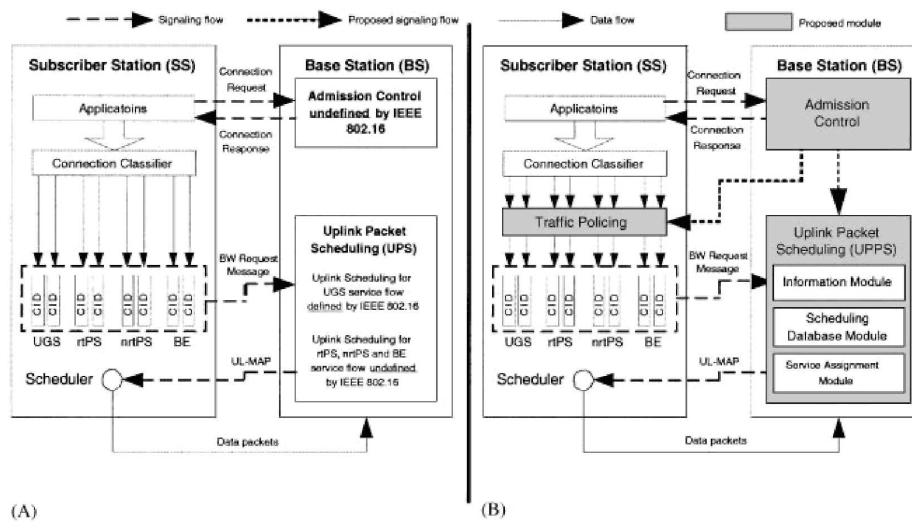 Signaling flow
Proposed signaling flow
Data flow
Proposed module
Subscriber Station (SS)
Applicatoins
Connection Classifier
CID CID CID CID CID CID CID CID
UGS rtPS nrtPS BE
Scheduler
Connection
Request
Connection
Response
BW Request
Message
UL-MAP
Data packets
Base Station (BS)
Admission Control
undefined by IEEE
802.16
Uplink Packet
Scheduling (UPS)
Uplink Scheduling for
UGS service flow
defined by IEEE 802.16
Uplink Scheduling for
rtPS, nrtPS and BE
service flow undefined
by IEEE 802.16
(A)
Subscriber Station (SS)
Applicatoins
Connection Classifier
Traffic Policing
CID CID CID CID CID CID CID CID
UGS rtPS nrtPS BE
Scheduler
Connection
Request
Connection
Response
BW Request
Message
UL-MAP
Data packets
Base Station (BS)
Admission
Control
Uplink Packet
Scheduling (UPPS)
Information Module
Scheduling
Database Module
Service Assignment
Module
(B)